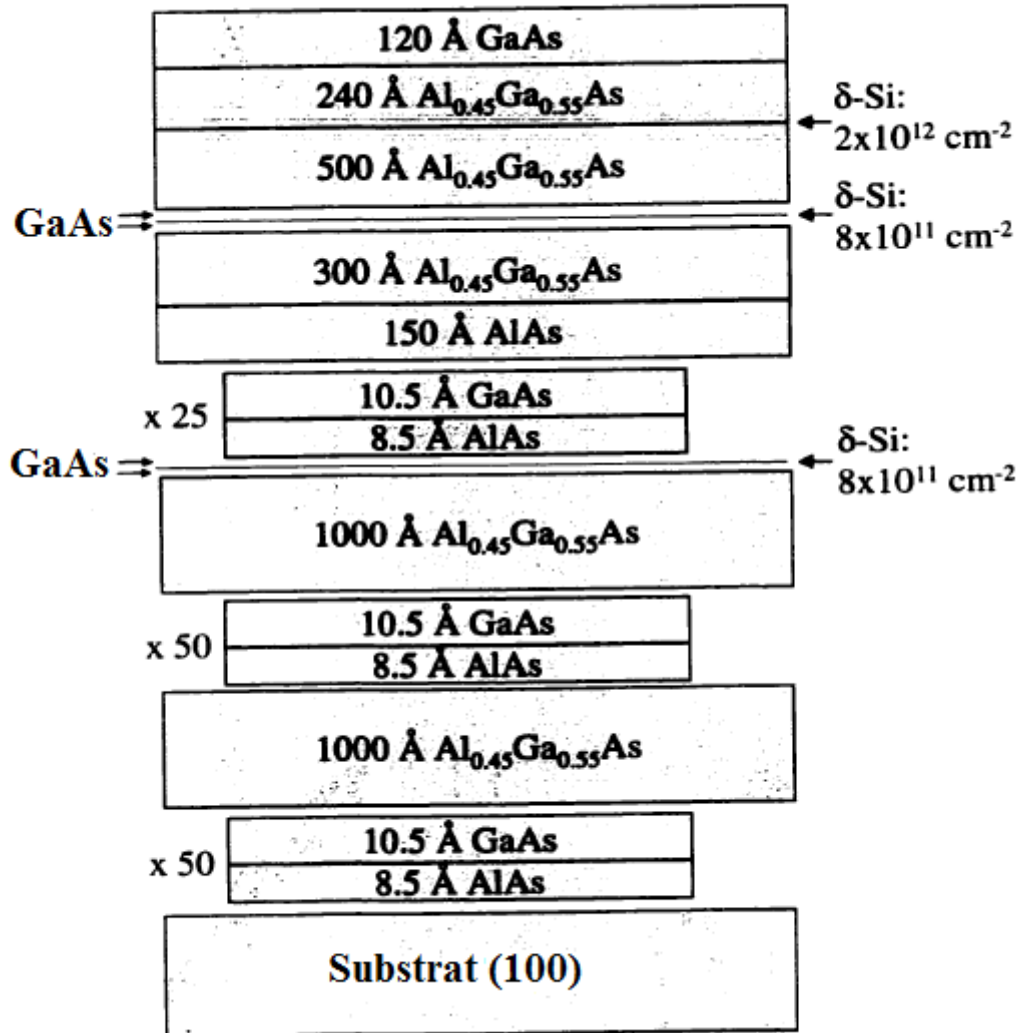 120 Å GaAs
240 Å Al₀.₄₅Ga₀.₅₅As
δ-Si:
2x10¹² cm⁻²
500 Å Al₀.₄₅Ga₀.₅₅As
δ-Si:
8x10¹¹ cm⁻²
GaAs
300 Å Al₀.₄₅Ga₀.₅₅As
150 Å AlAs
x 25
10.5 Å GaAs
8.5 Å AlAs
GaAs
δ-Si:
8x10¹¹ cm⁻²
1000 Å Al₀.₄₅Ga₀.₅₅As
x 50
10.5 Å GaAs
8.5 Å AlAs
1000 Å Al₀.₄₅Ga₀.₅₅As
x 50
10.5 Å GaAs
8.5 Å AlAs
Substrat (100)